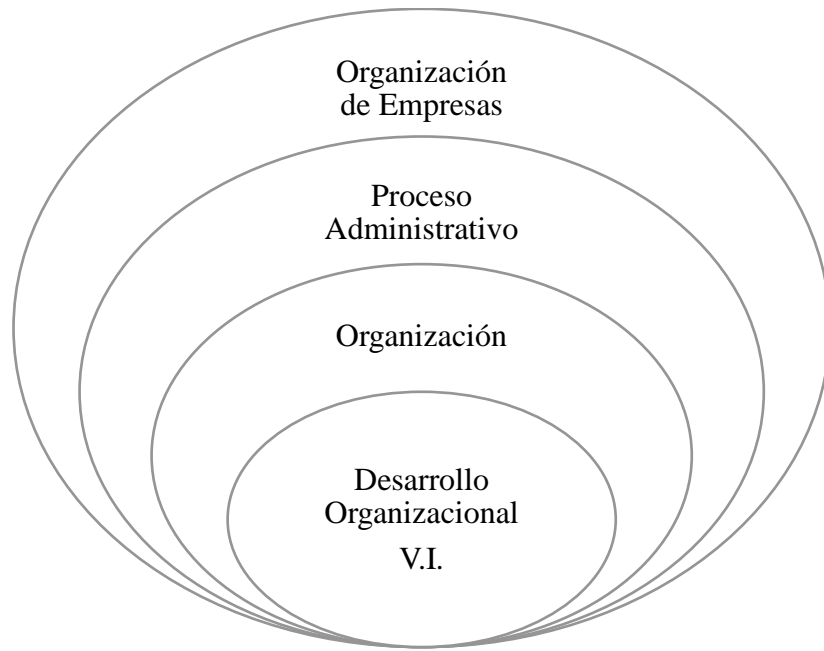 Organización
de Empresas
Proceso
Administrativo
Organización
Desarrollo
Organizacional
V.I.